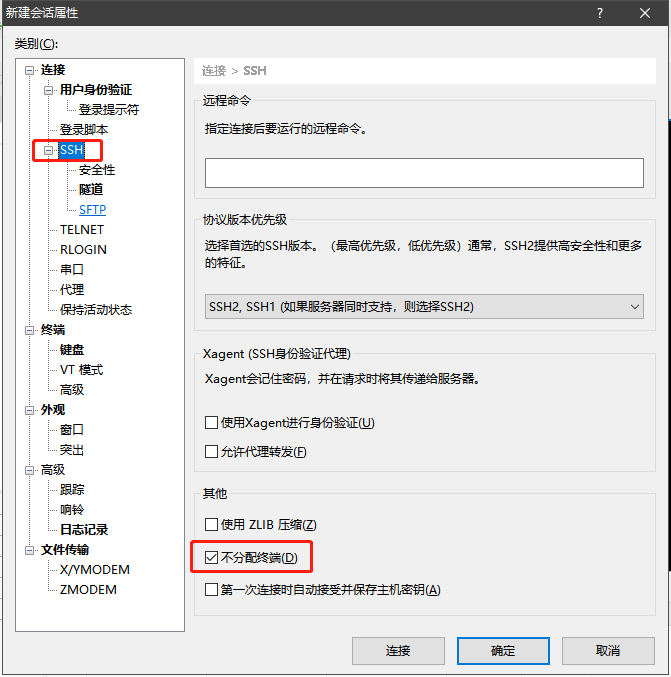 新建会话属性
类别(C):
连接
用户身份验证
登录提示符
登录脚本
SSH
安全性
隧道
SFTP
TELNET
RLOGIN
串口
代理
保持活动状态
终端
键盘
VT 模式
高级
外观
窗口
突出
高级
跟踪
响铃
日志记录
文件传输
X/YMODEM
ZMODEM
连接 > SSH
远程命令
指定连接后要运行的远程命令。
协议版本优先级
选择首选的SSH版本。（最高优先级，低优先级）通常，SSH2提供高安全性和更多
的特征。
SSH2, SSH1 (如果服务器同时支持，则选择SSH2)
Xagent (SSH身份验证代理)
Xagent会记住密码，并在请求时将其传递给服务器。
使用Xagent进行身份验证(U)
允许代理转发(F)
其他
使用 ZLIB 压缩(Z)
不分配终端(D)
第一次连接时自动接受并保存主机密钥(A)
连接
确定
取消